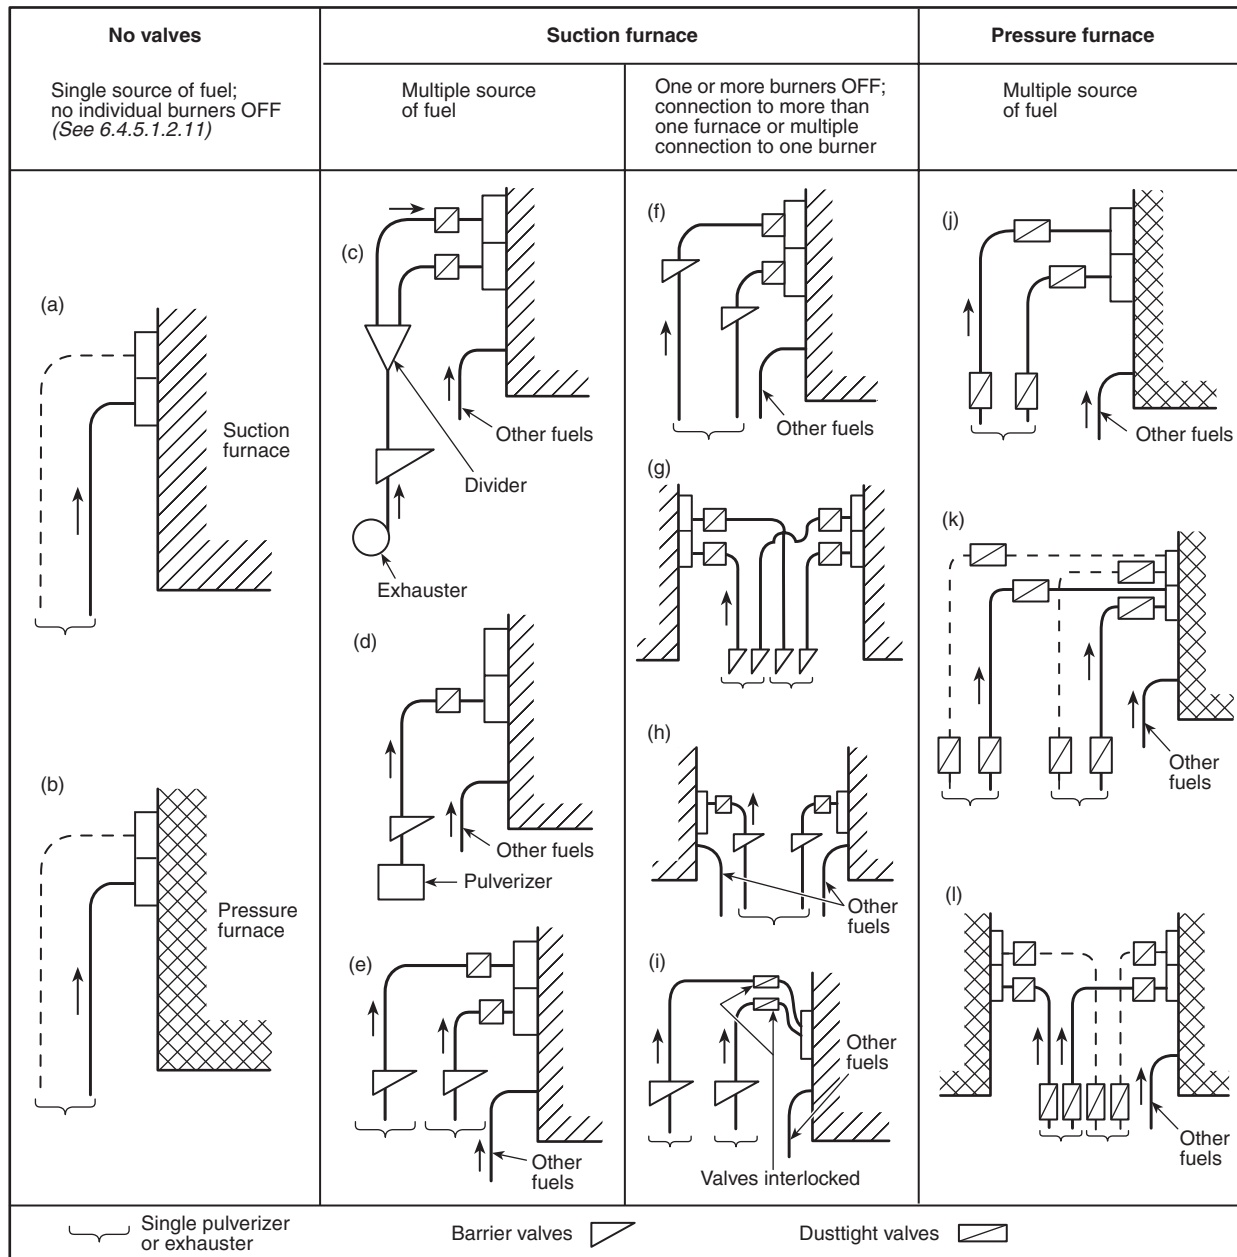 No valves
Suction furnace
Pressure furnace
Single source of fuel;
no individual burners OFF
(See 6.4.5.1.2.11)
Multiple source
of fuel
One or more burners OFF;
connection to more than
one furnace or multiple
connection to one burner
Multiple source
of fuel
(a)
Suction
furnace
(b)
Pressure
furnace
(c)
Other fuels
Divider
Exhauster
(d)
Other fuels
Pulverizer
(e)
Other
fuels
(f)
Other fuels
(g)
(h)
Other
fuels
(i)
Other
fuels
Valves interlocked
(j)
Other fuels
(k)
Other
fuels
(l)
Other
fuels
Single pulverizer
or exhauster
Barrier valves
Dusttight valves